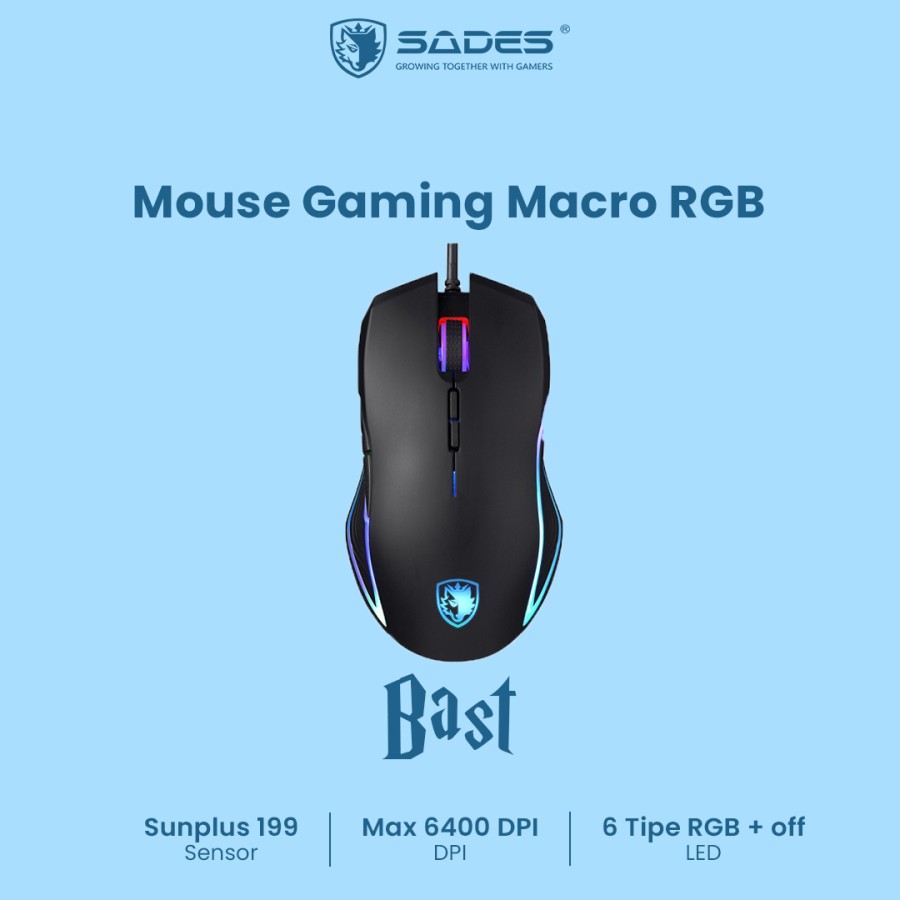 SADES®
GROWING TOGETHER WITH GAMERS
Mouse Gaming Macro RGB
Bast
Sunplus 199
Sensor
Max 6400 DPI
DPI
6 Tipe RGB + off
LED